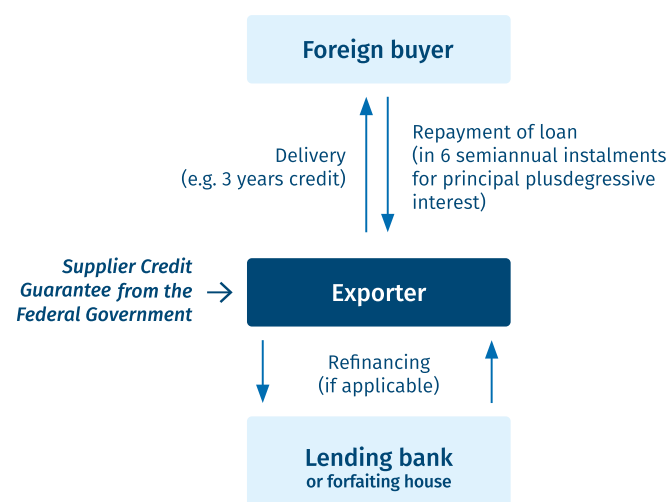 Foreign buyer
Delivery
(e.g. 3 years credit)
Repayment of loan
(in 6 semiannual instalments
for principal plusdegressive
interest)
Supplier Credit
Guarantee from the
Federal Government
Exporter
Refinancing
(if applicable)
Lending bank
or forfaiting house